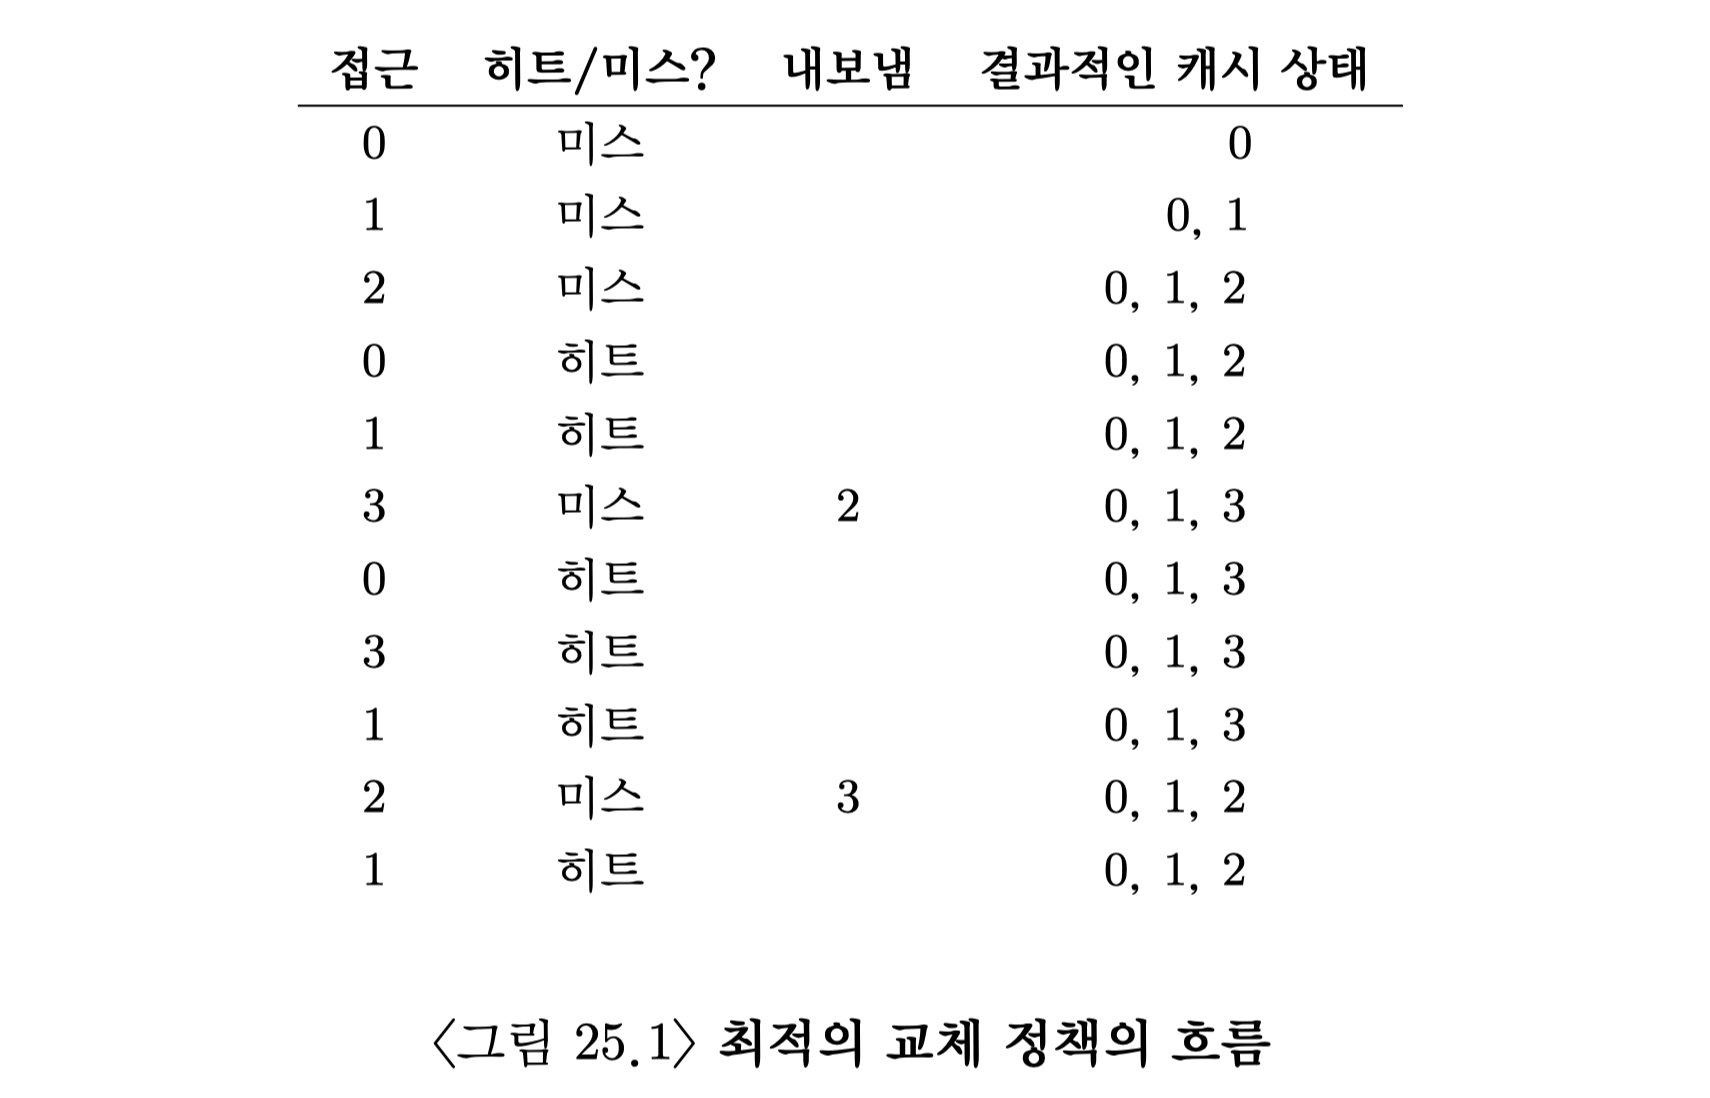 접근 히트/미스? 내보냄 결과적인 캐시 상태
0 미스 0
1 미스 0, 1
2 미스 0, 1, 2
0 히트 0, 1, 2
1 히트 0, 1, 2
3 미스 2 0, 1, 3
0 히트 0, 1, 3
3 히트 0, 1, 3
1 히트 0, 1, 3
2 미스 3 0, 1, 2
1 히트 0, 1, 2
〈그림 25.1〉 최적의 교체 정책의 흐름